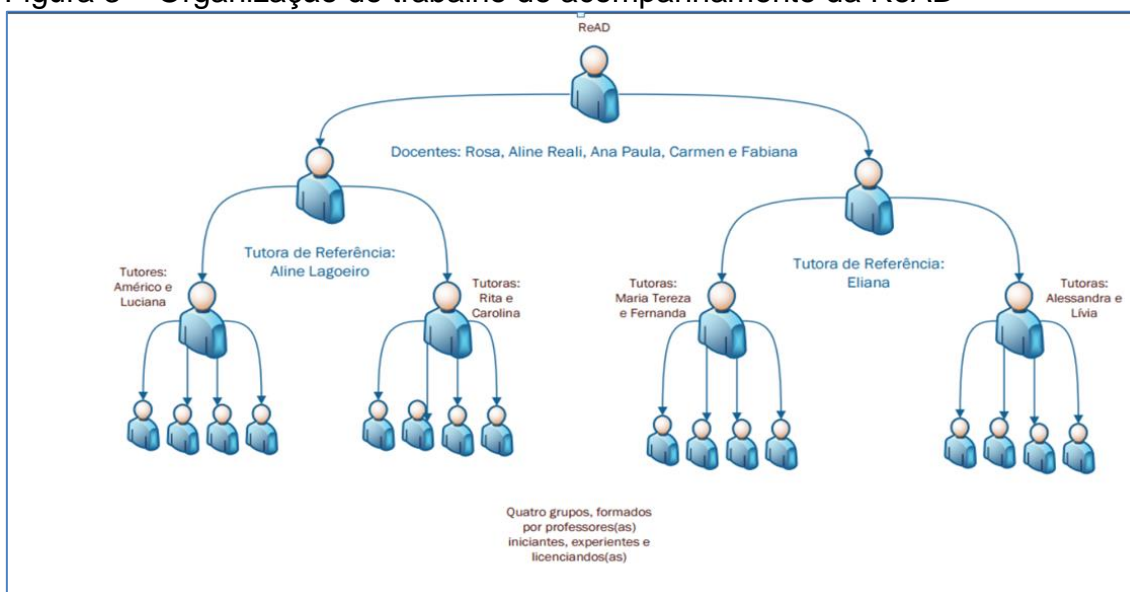 Figura 3 – Organização do trabalho de acompanhamento da ReAD
ReAD
Docentes: Rosa, Aline Reali, Ana Paula, Carmen e Fabiana
Tutora de Referência:
Aline Lagoeiro
Tutora de Referência:
Eliana
Tutores:
Américo e
Luciana
Tutoras:
Rita e
Carolina
Tutoras:
Maria Tereza
e Fernanda
Tutoras:
Alessandra e
Lívia
Quatro grupos, formados
por professores(as)
iniciantes, experientes e
licenciandos(as)